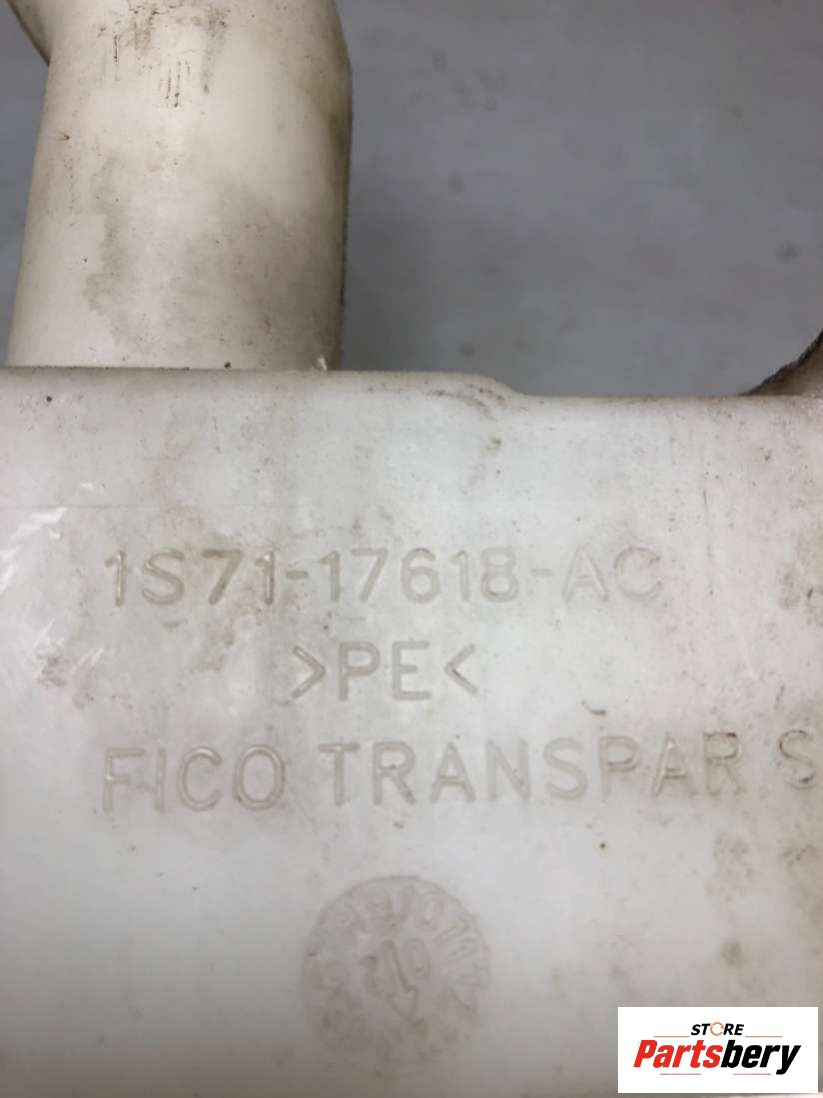 1S71-17618-AC
>PE<
FICO TRANSPAR S
STORE
Partsbery